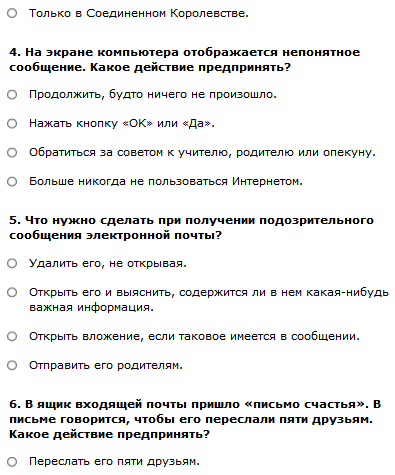 Только в Соединенном Королевстве.
4. На экране компьютера отображается непонятное
сообщение. Какое действие предпринять?
Продолжить, будто ничего не произошло.
Нажать кнопку «OK» или «Да».
Обратиться за советом к учителю, родителю или опекуну.
Больше никогда не пользоваться Интернетом.
5. Что нужно сделать при получении подозрительного
сообщения электронной почты?
Удалить его, не открывая.
Открыть его и выяснить, содержится ли в нем какая-нибудь
важная информация.
Открыть вложение, если таковое имеется в сообщении.
Отправить его родителям.
6. В ящик входящей почты пришло «письмо счастья». В
письме говорится, чтобы его переслали пяти друзьям.
Какое действие предпринять?
Переслать его пяти друзьям.